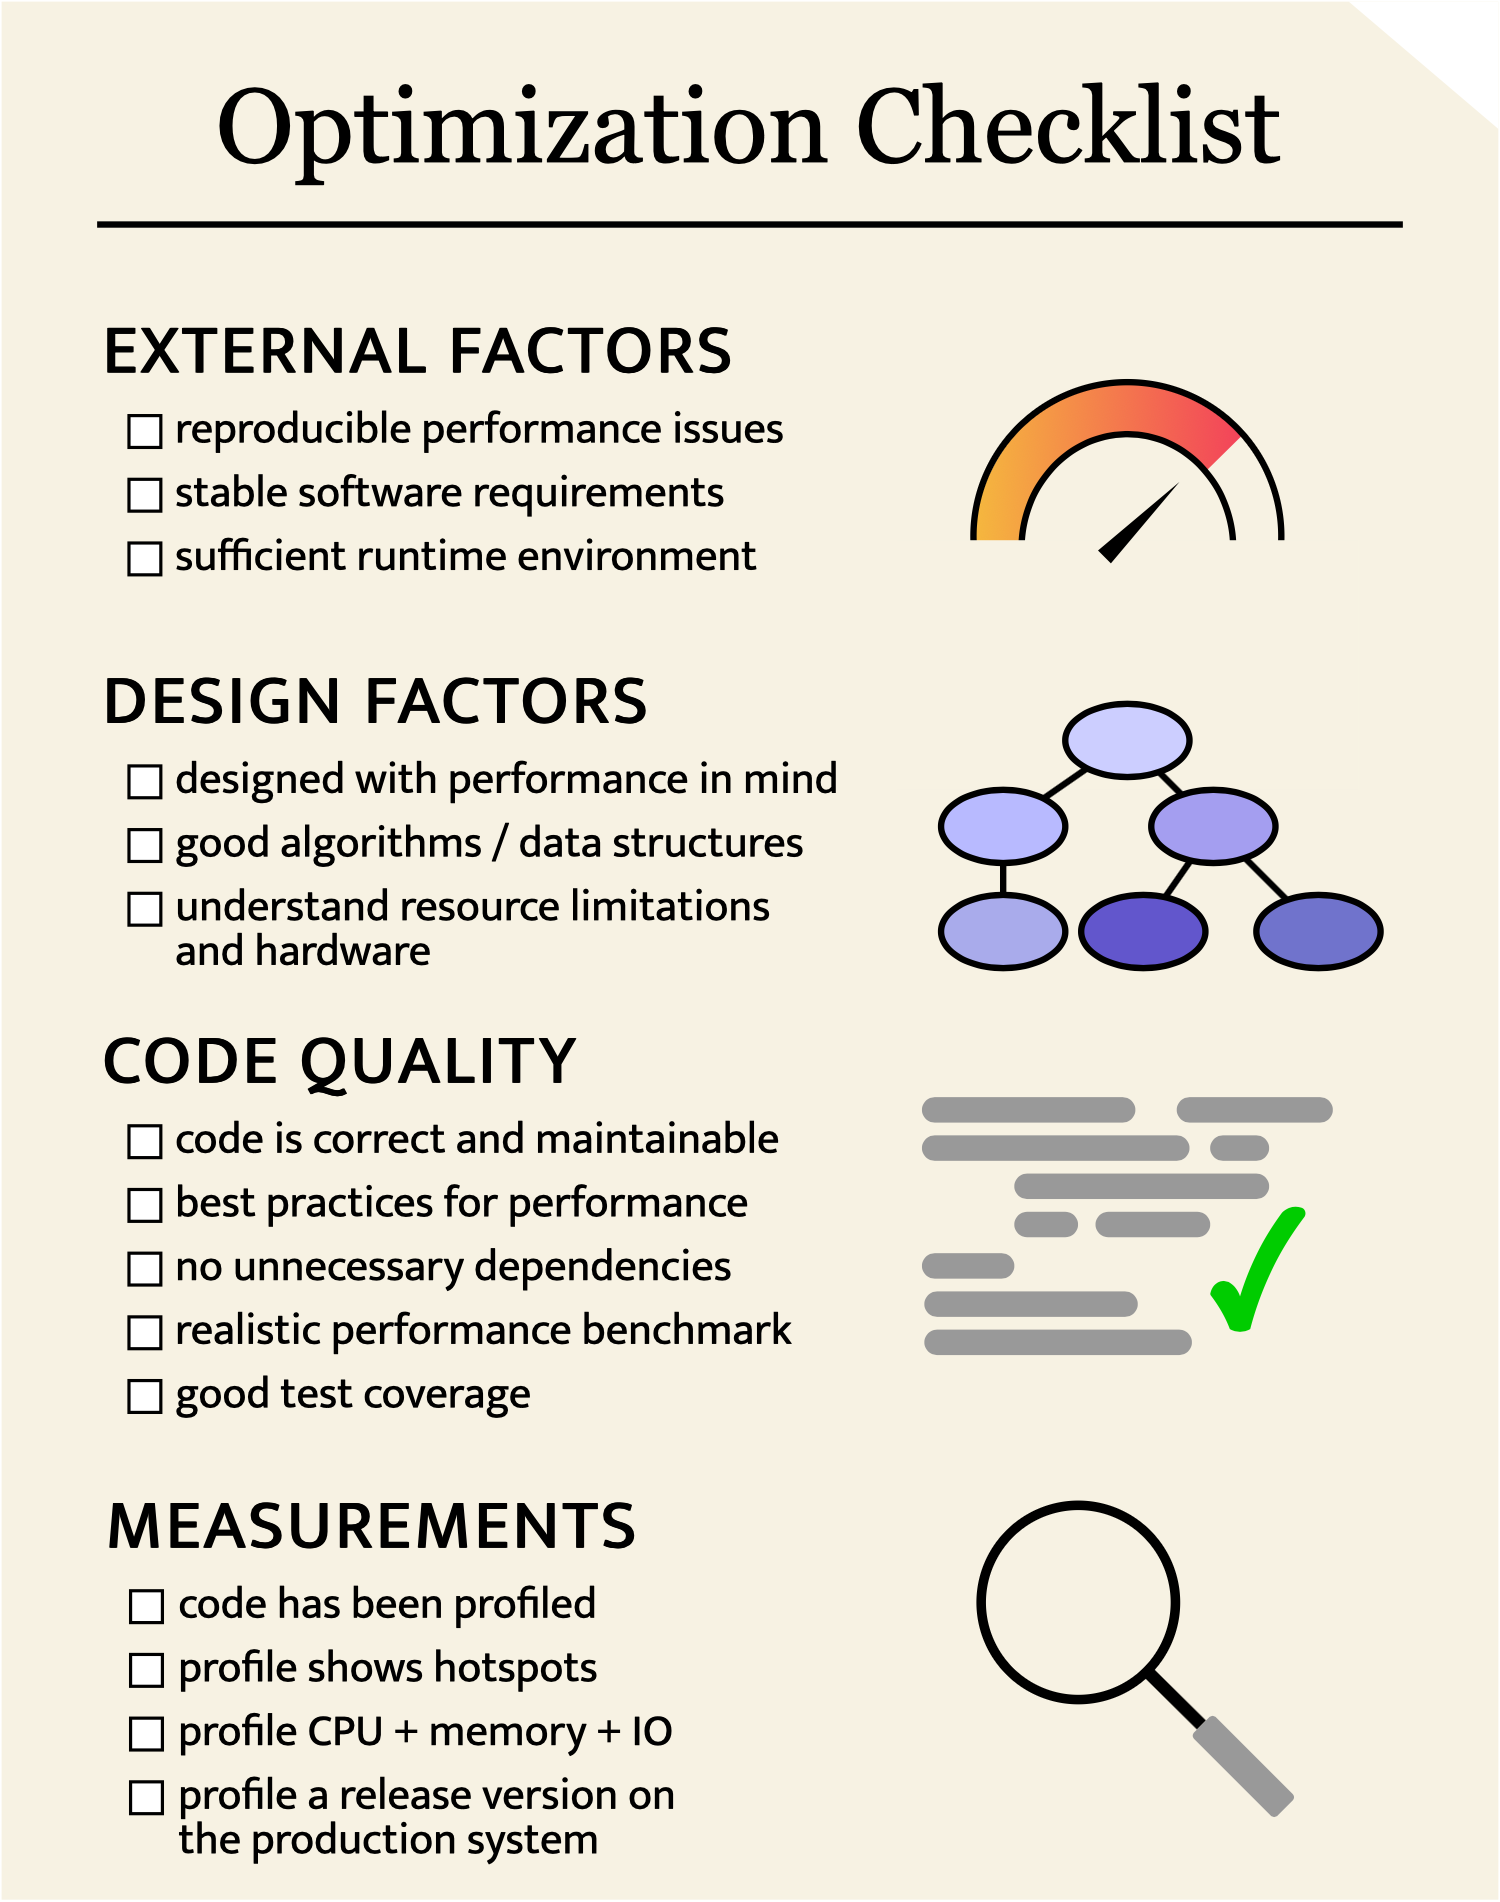 Optimization Checklist
EXTERNAL FACTORS
reproducible performance issues
stable software requirements
sufficient runtime environment
DESIGN FACTORS
designed with performance in mind
good algorithms / data structures
understand resource limitations
and hardware
CODE QUALITY
code is correct and maintainable
best practices for performance
no unnecessary dependencies
realistic performance benchmark
good test coverage
MEASUREMENTS
code has been profiled
profile shows hotspots
profile CPU + memory + IO
profile a release version on
the production system